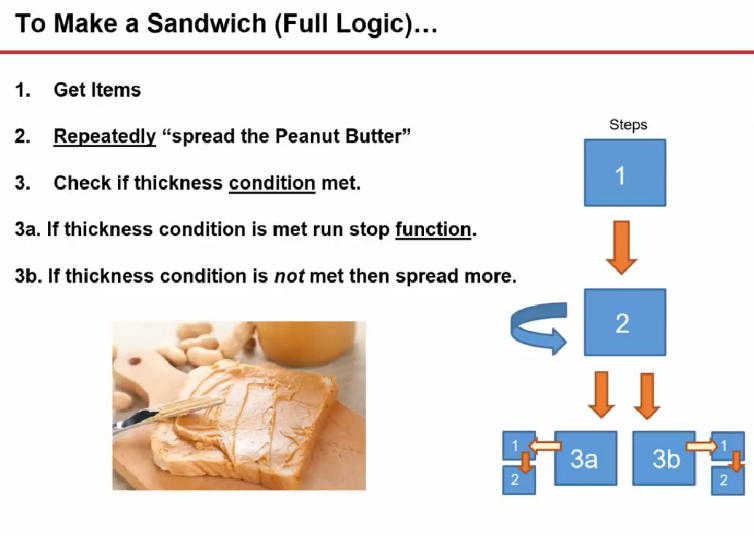 To Make a Sandwich (Full Logic)…
1. Get Items
2. Repeatedly “spread the Peanut Butter”
3. Check if thickness condition met.
3a. If thickness condition is met run stop function.
3b. If thickness condition is not met then spread more.
Steps
1
2
3a
3b
1
2
1
2